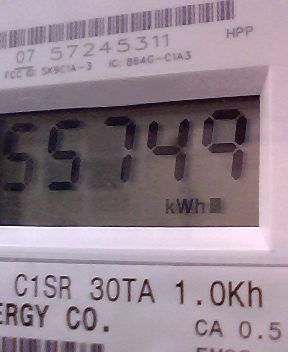 HPP
07 57245311
FCC ID: SK9C1A-3 IC: 864G-C1A3
55749
kWh
C1SR 30TA 1.0Kh
ERGY CO.
CA 0.5